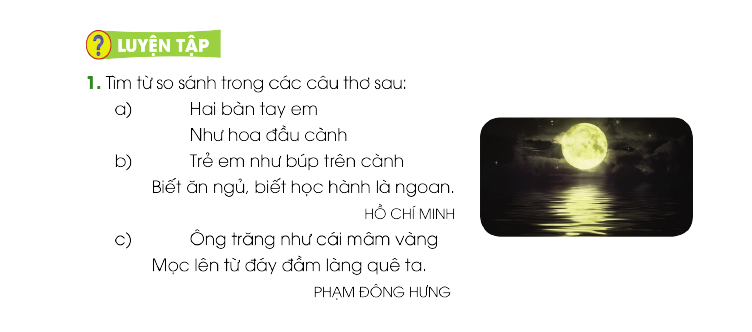 ? LUYỆN TẬP
1. Tìm từ so sánh trong các câu thơ sau:
a) Hai bàn tay em
Như hoa đầu cành
b) Trẻ em như búp trên cành
Biết ăn ngủ, biết học hành là ngoan.
HỒ CHÍ MINH
c) Ông trăng như cái mâm vàng
Mọc lên từ đáy đầm làng quê ta.
PHẠM ĐÔNG HƯNG